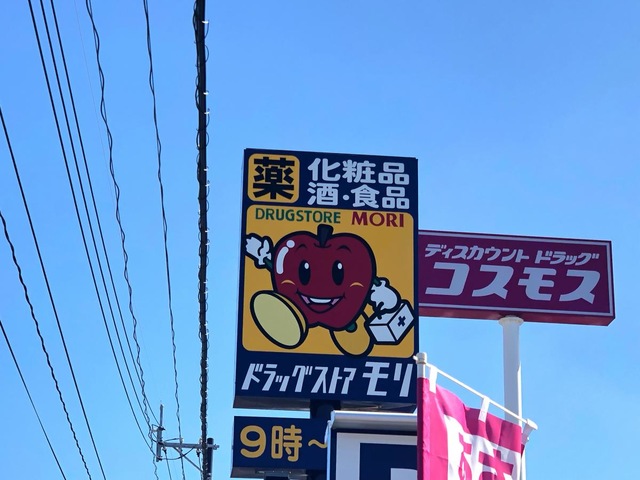 薬
化粧品
酒・食品
DRUGSTORE MORI
ドラッグストア モリ
9時~
ディスカウント ドラッグ
コスモス